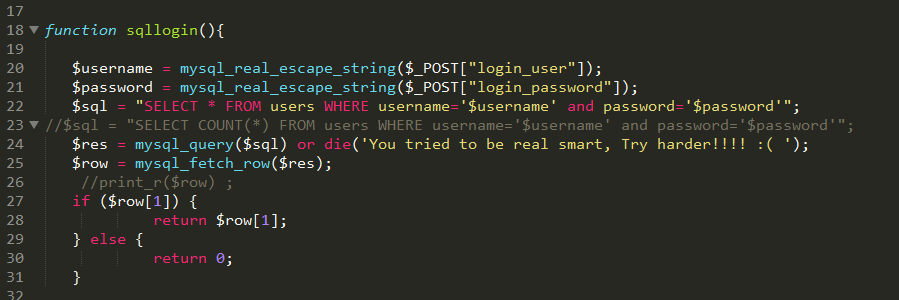 17
18 function sqllogin(){
19
20 $username = mysql_real_escape_string($_POST["login_user"]);
21 $password = mysql_real_escape_string($_POST["login_password"]);
22 $sql = "SELECT * FROM users WHERE username='$username' and password='$password'";
23 //$sql = "SELECT COUNT(*) FROM users WHERE username='$username' and password='$password'";
24 $res = mysql_query($sql) or die('You tried to be real smart, Try harder!!!! :( ');
25 $row = mysql_fetch_row($res);
26 //print_r($row) ;
27 if ($row[1]) {
28 return $row[1];
29 } else {
30 return 0;
31 }
32